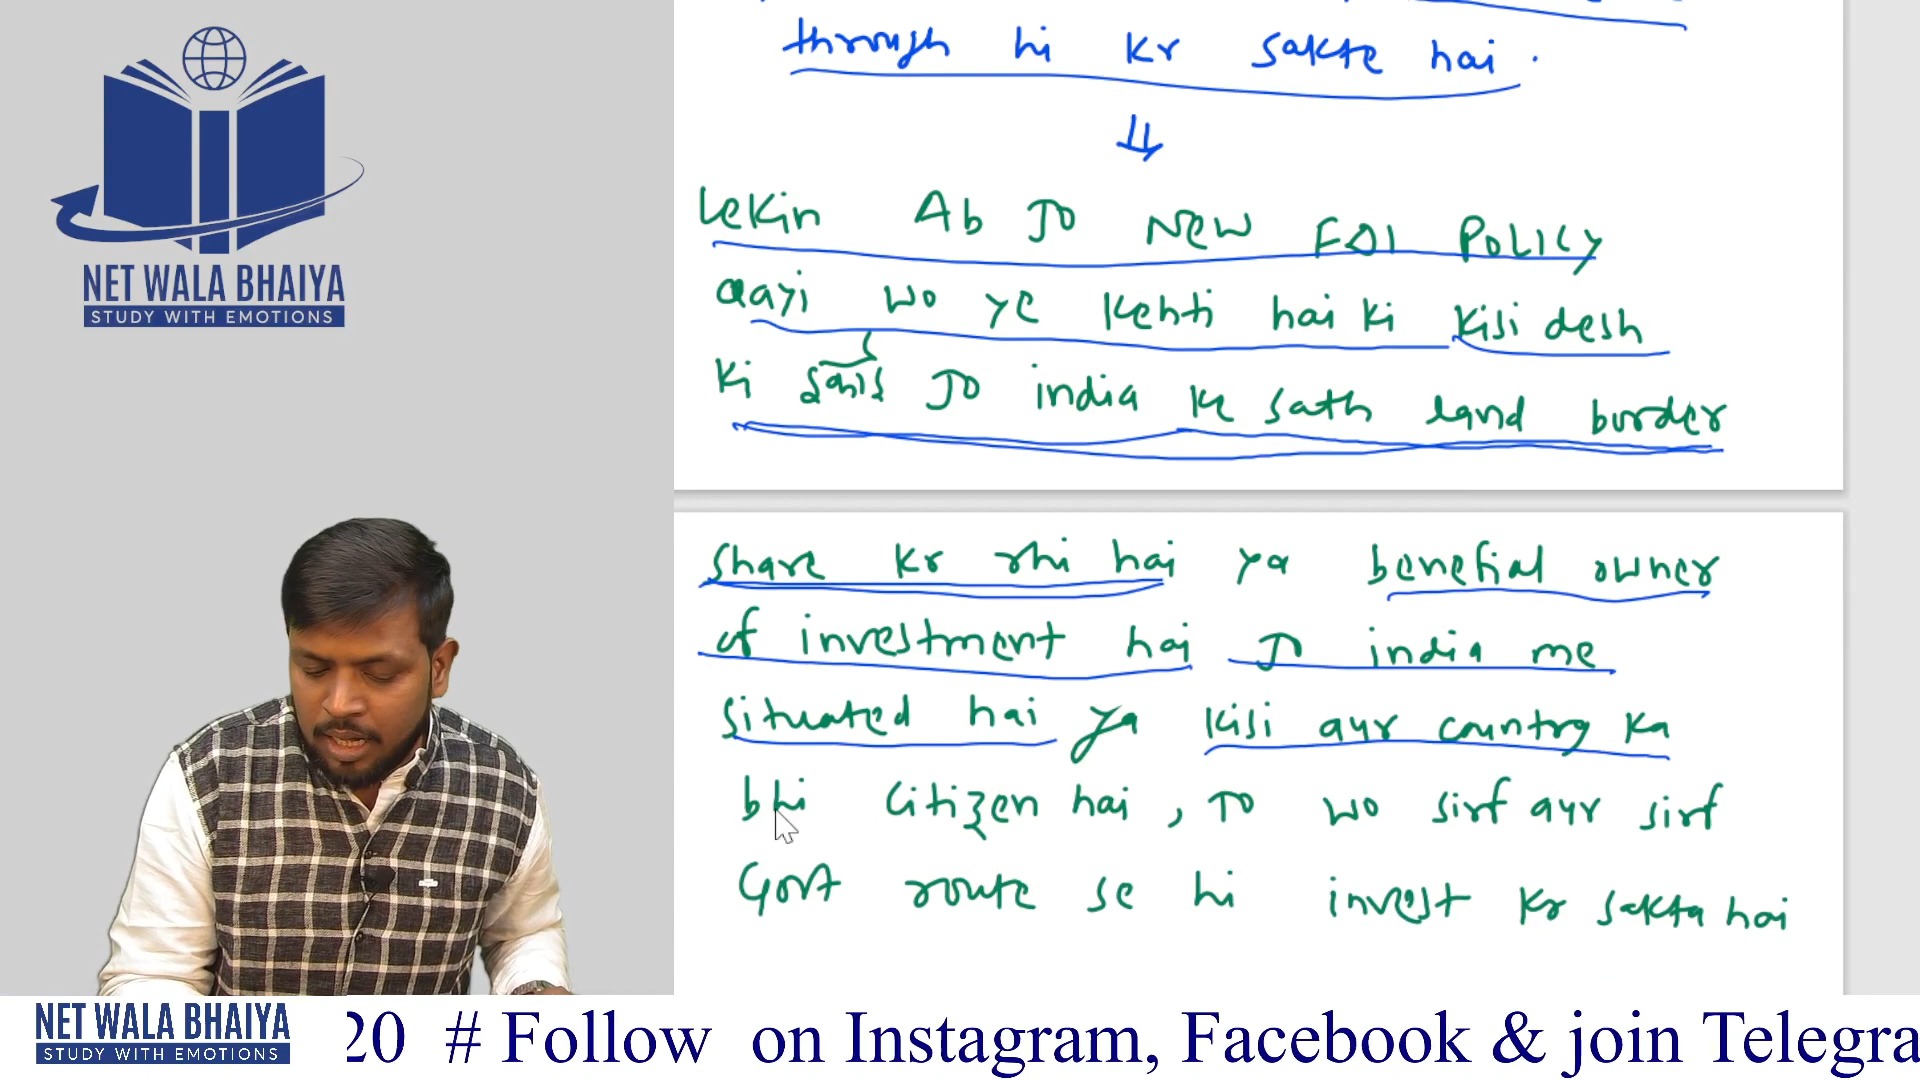 through hi kr sakte hai.
Lekin Ab JO New FDI POLICY
aayi wo ye kehti hai ki kisi desh
ki JO india ke sath land border
share kr rhi hai ya benefial owner
of investment hai JO india me
situated hai ya kisi ayr country ka
bhi citizen hai, TO wo sirf ayr sirf
Govt route se hi invest kr sakta hai
NET WALA BHAIYA
STUDY WITH EMOTIONS
NET WALA BHAIYA
STUDY WITH EMOTIONS
20 # Follow on Instagram, Facebook & join Telegra